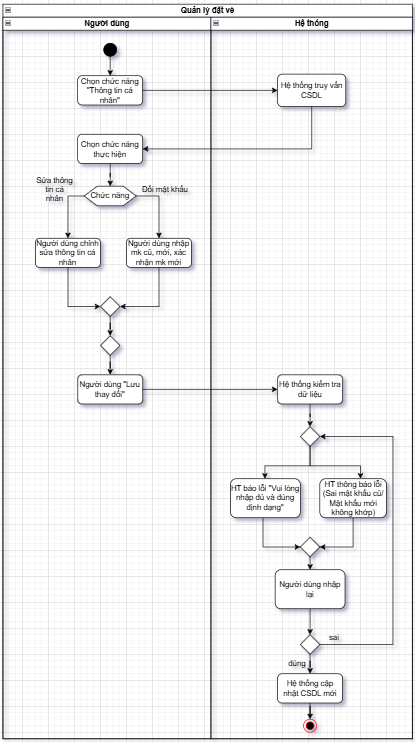 Quản lý đặt vé
Người dùng
Hệ thống
Chọn chức năng
"Thông tin cá
nhân"
Hệ thống truy vấn
CSDL
Chọn chức năng
thực hiện
Sửa thông
tin cá
nhân
Chức năng
Đổi mật khẩu
Người dùng chỉnh
sửa thông tin cá
nhân
Người dùng nhập
mk cũ, mới, xác
nhận mk mới
Người dùng "Lưu
thay đổi"
Hệ thống kiểm tra
dữ liệu
HT báo lỗi "Vui lòng
nhập đủ và đúng
định dạng"
HT thông báo lỗi
(Sai mật khẩu cũ/
Mật khẩu mới
không khớp)
Người dùng nhập
lại
sai
đúng
Hệ thống cập
nhật CSDL mới